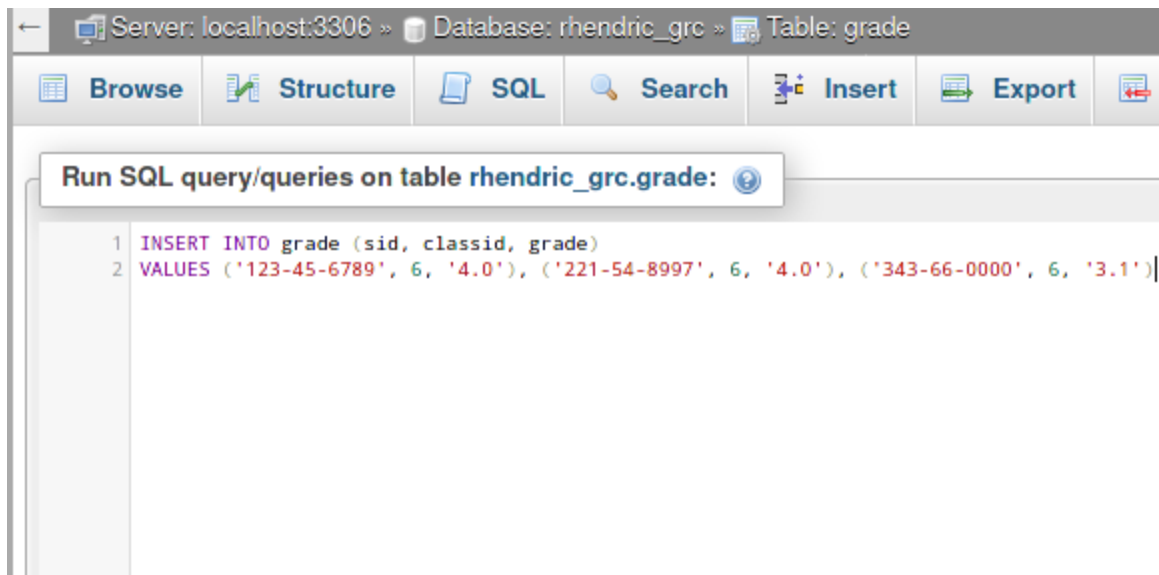 ← Server: localhost:3306 » Database: rhendric_grc » Table: grade
Browse Structure SQL Search Insert Export
Run SQL query/queries on table rhendric_grc.grade:
1 INSERT INTO grade (sid, classid, grade)
2 VALUES ('123-45-6789', 6, '4.0'), ('221-54-8997', 6, '4.0'), ('343-66-0000', 6, '3.1')